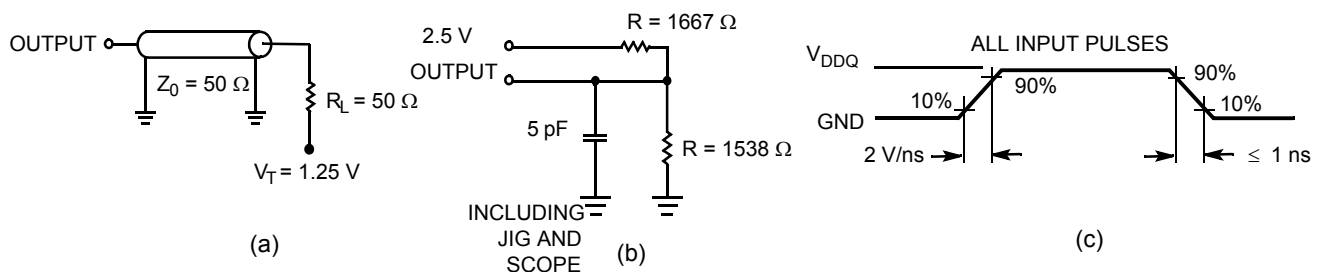 OUTPUT
Z0 = 50 Ω
RL = 50 Ω
VT = 1.25 V
(a)
R = 1667 Ω
2.5 V
OUTPUT
5 pF
R = 1538 Ω
INCLUDING
JIG AND
SCOPE
(b)
ALL INPUT PULSES
VDDQ
90%
10%
90%
10%
GND
2 V/ns
≤ 1 ns
(c)